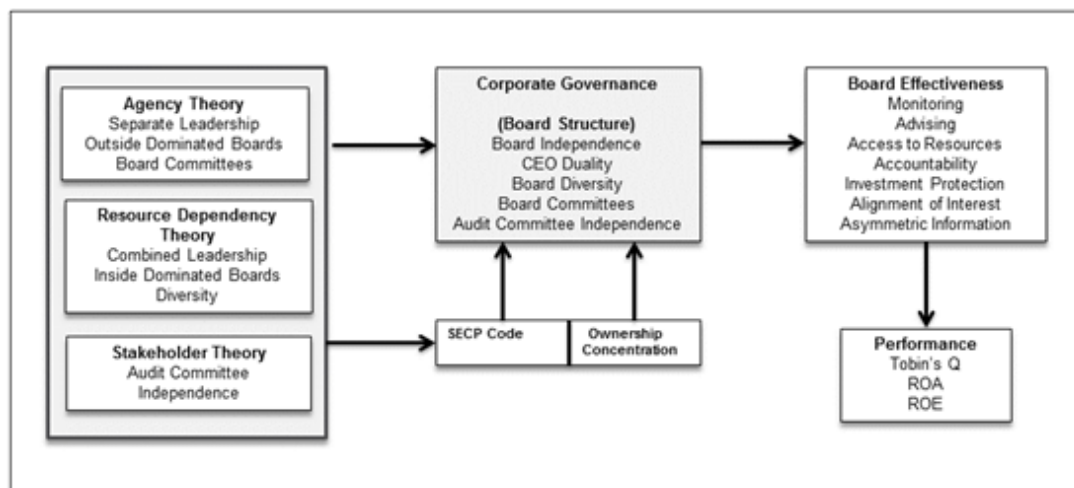 Agency Theory
Separate Leadership
Outside Dominated Boards
Board Committees
Resource Dependency
Theory
Combined Leadership
Inside Dominated Boards
Diversity
Stakeholder Theory
Audit Committee
Independence
Corporate Governance
(Board Structure)
Board Independence
CEO Duality
Board Diversity
Board Committees
Audit Committee Independence
SECP Code
Ownership
Concentration
Board Effectiveness
Monitoring
Advising
Access to Resources
Accountability
Investment Protection
Alignment of Interest
Asymmetric Information
Performance
Tobin's Q
ROA
ROE